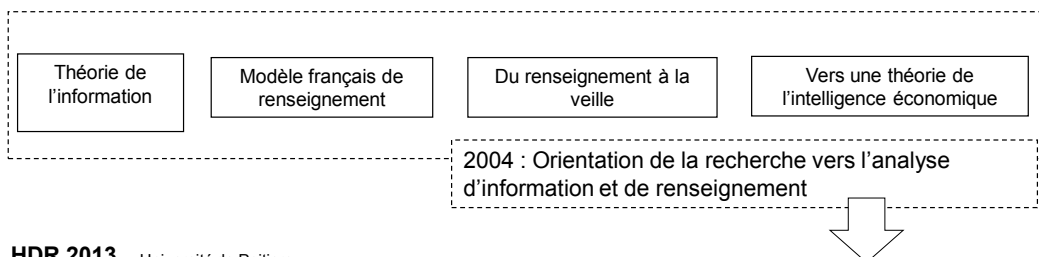 Théorie de
l'information
Modèle français de
renseignement
Du renseignement à la
veille
Vers une théorie de
l'intelligence économique
2004 : Orientation de la recherche vers l'analyse
d'information et de renseignement
HDR 2013